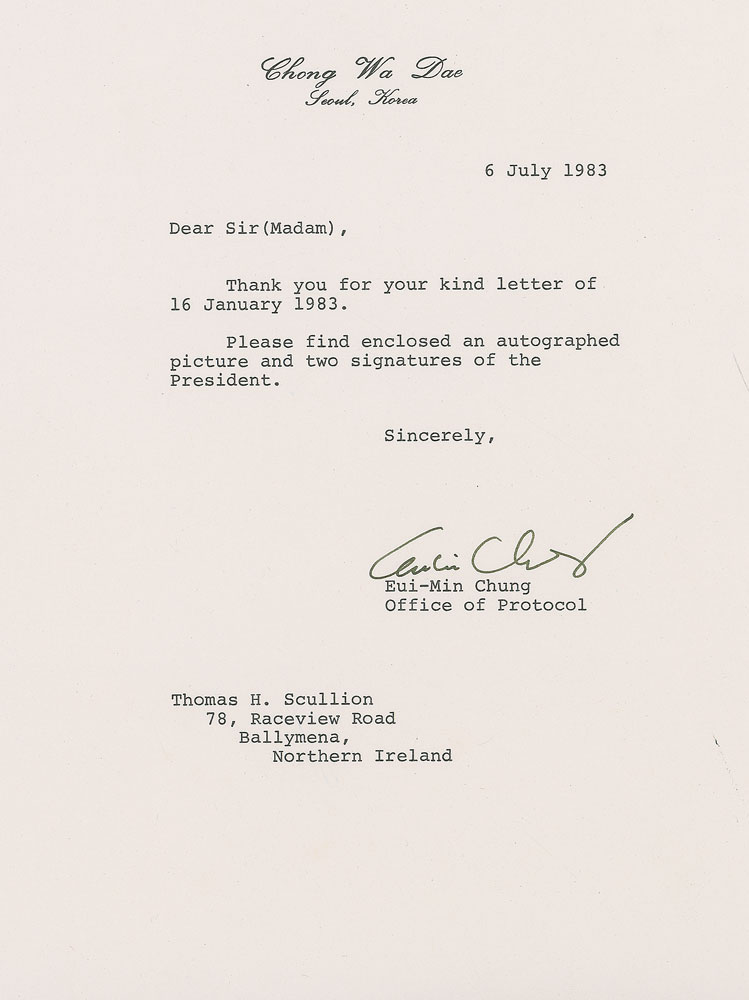 Chong Wa Dae
Seoul, Korea
6 July 1983
Dear Sir(Madam),
Thank you for your kind letter of
16 January 1983.
Please find enclosed an autographed
picture and two signatures of the
President.
Sincerely,
Eui-Min Chung
Office of Protocol
Thomas H. Scullion
78, Raceview Road
Ballymena,
Northern Ireland